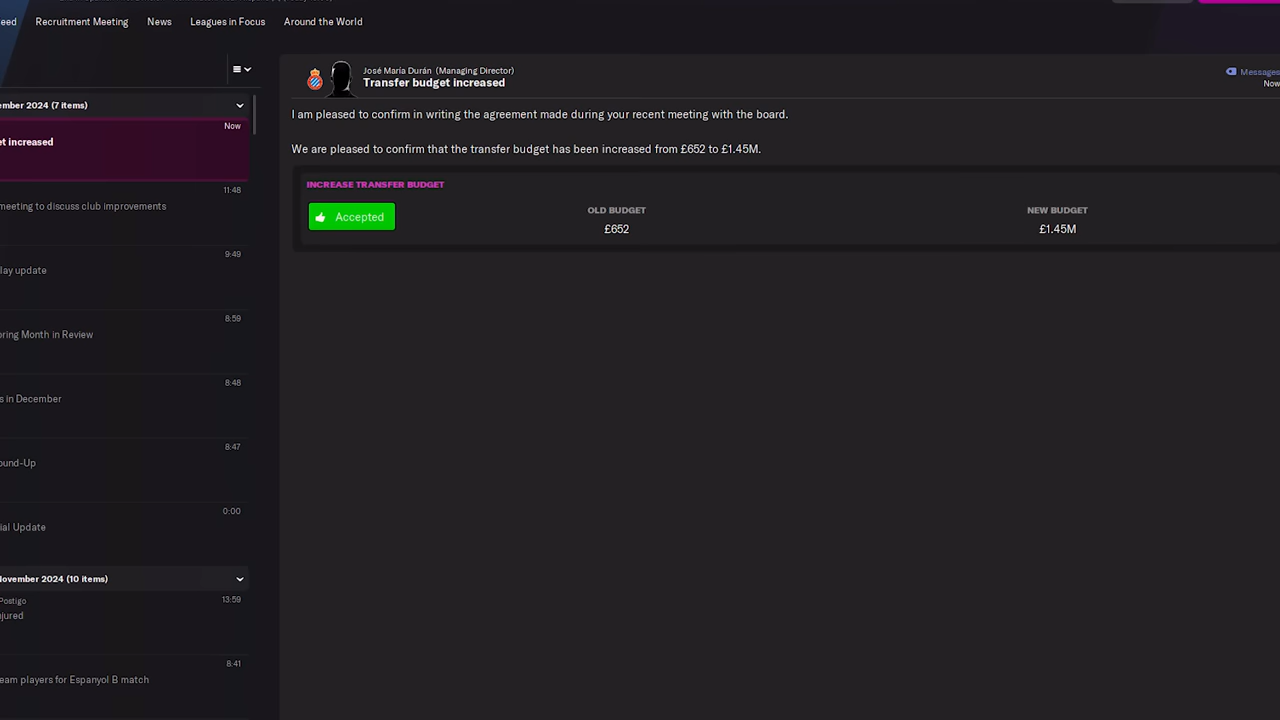 eed Recruitment Meeting News Leagues in Focus Around the World
ember 2024 (7 items)
Now
et increased
11:48
meeting to discuss club improvements
9:49
lay update
8:59
oring Month in Review
8:48
s in December
8:47
ound-Up
0:00
ial Update
November 2024 (10 items)
Postigo 13:59
njured
8:41
eam players for Espanyol B match
José María Durán (Managing Director)
Transfer budget increased
Messages
Now
I am pleased to confirm in writing the agreement made during your recent meeting with the board.
We are pleased to confirm that the transfer budget has been increased from £652 to £1.45M.
INCREASE TRANSFER BUDGET
Accepted
OLD BUDGET
£652
NEW BUDGET
£1.45M